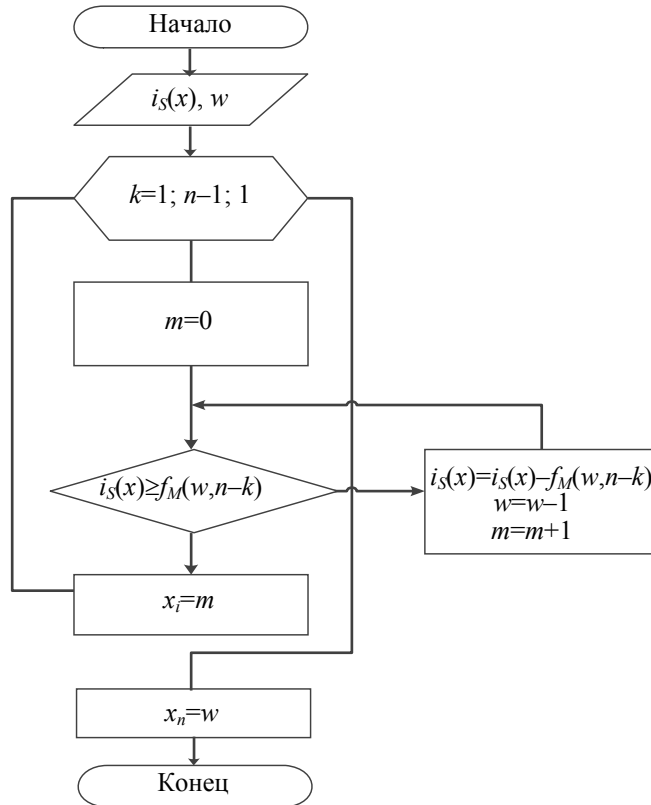 Начало
i_S(x), w
k=1; n–1; 1
m=0
i_S(x)≥f_M(w,n–k)
i_S(x)=i_S(x)–f_M(w,n–k)
w=w–1
m=m+1
x_i=m
x_n=w
Конец